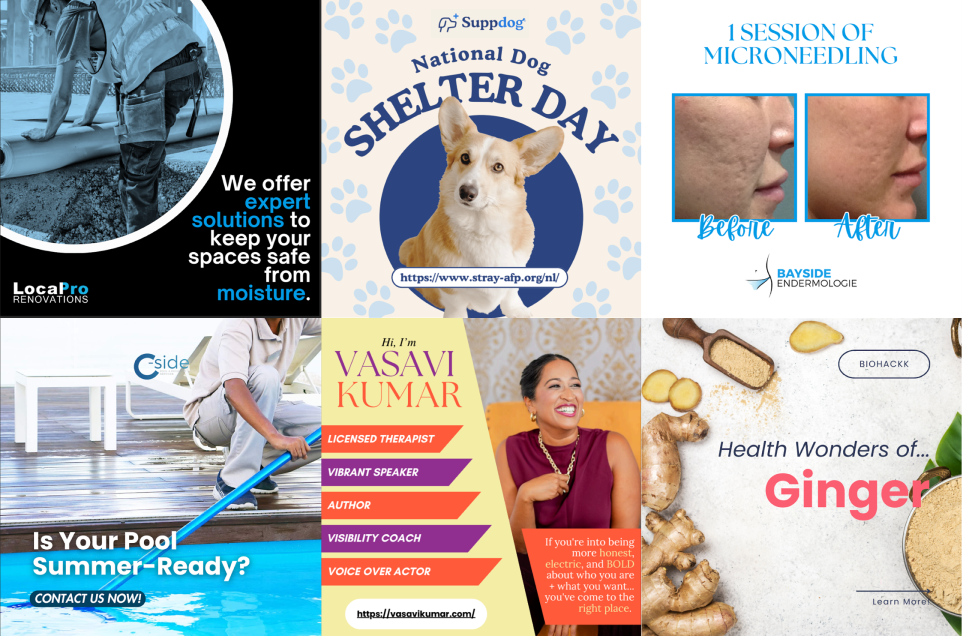 We offer
expert
solutions to
keep your
spaces safe
from
moisture.
LocaPro
RENOVATIONS
Suppdog
National Dog
SHELTER DAY
https://www.stray-afp.org/nl/
1 SESSION OF
MICRONEEDLING
Before
After
BAYSIDE
ENDERMOLOGIE
C-side
Is Your Pool
Summer-Ready?
CONTACT US NOW!
Hi, I'm
VASAVI
KUMAR
LICENSED THERAPIST
VIBRANT SPEAKER
AUTHOR
VISIBILITY COACH
VOICE OVER ACTOR
https://vasavikumar.com/
If you're into being
more honest,
electric, and BOLD
about who you are
+ what you want...
you've come to the
right place.
BIOHACKK
Health Wonders of...
Ginger
Learn More!